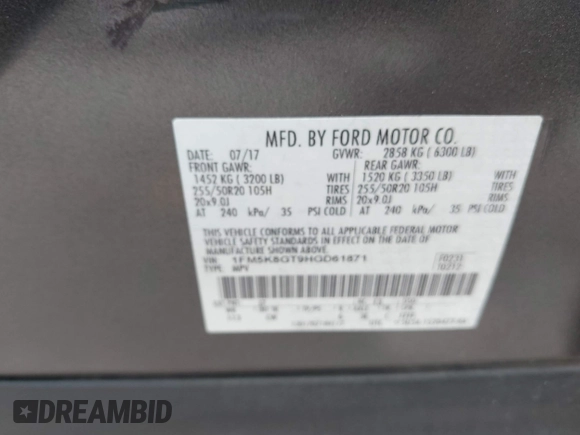 MFD. BY FORD MOTOR CO.
DATE: 07/17 GVWR: 2858 KG ( 6300 LB)
FRONT GAWR: REAR GAWR:
1452 KG ( 3200 LB) WITH 1520 KG ( 3350 LB) WITH
255/50R20 105H TIRES 255/50R20 105H TIRES
20x9.0J RIMS 20x9.0J RIMS
AT 240 kPa/ 35 PSI COLD AT 240 kPa/ 35 PSI COLD
THIS VEHICLE CONFORMS TO ALL APPLICABLE FEDERAL MOTOR
VEHICLE SAFETY STANDARDS IN EFFECT ON THE DATE OF
MANUFACTURE SHOWN ABOVE.
VIN: 1FM5K8GT9HGD61871
TYPE: MPV
DREAMBID